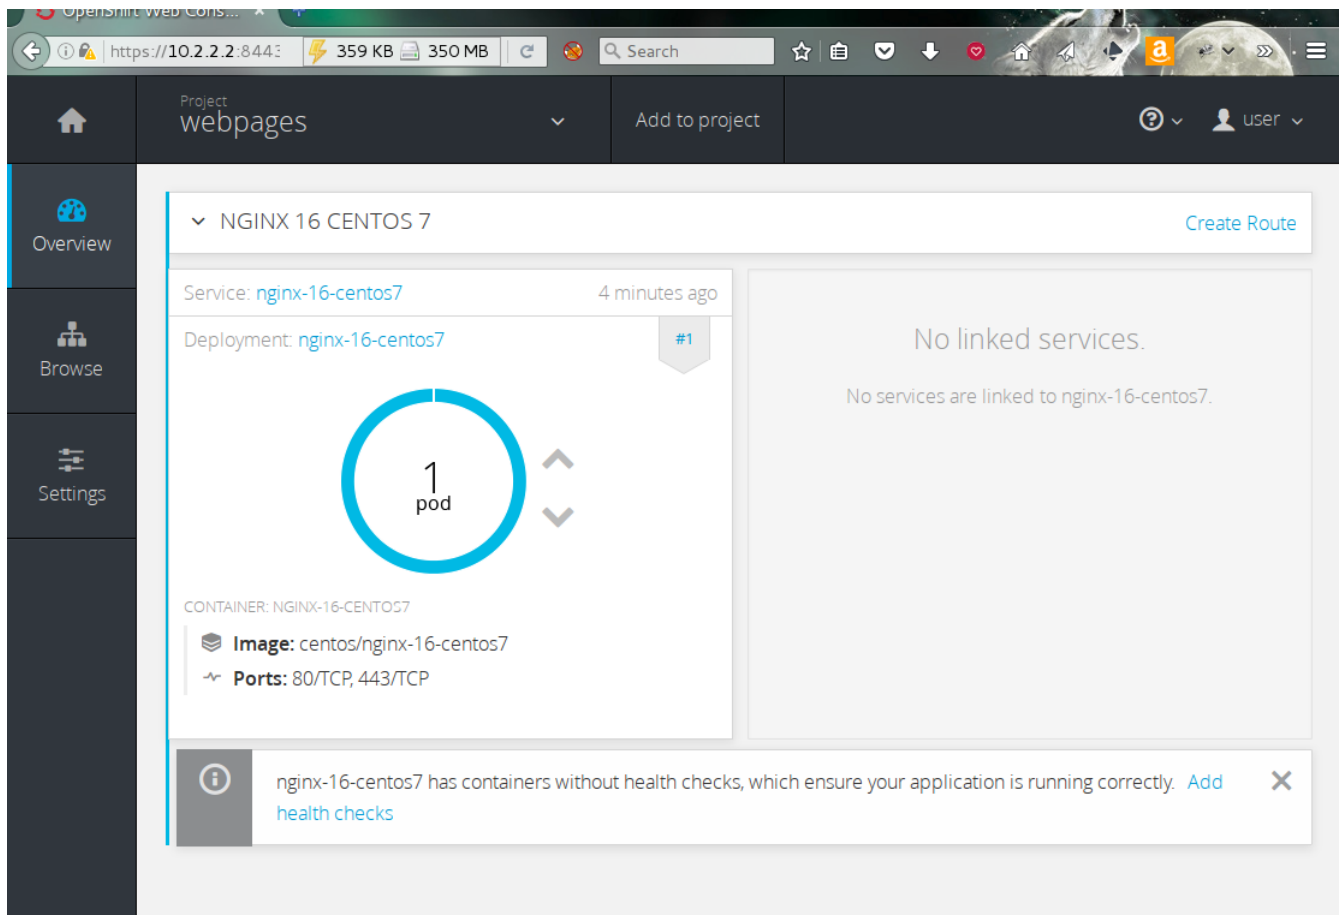 OpenShift Web Cons...
https://10.2.2.2:8443
359 KB 350 MB
Search
Project
webpages
Add to project
user
Overview
Browse
Settings
NGINX 16 CENTOS 7
Create Route
Service: nginx-16-centos7
4 minutes ago
Deployment: nginx-16-centos7
#1
1
pod
CONTAINER: NGINX-16-CENTOS7
Image: centos/nginx-16-centos7
Ports: 80/TCP, 443/TCP
No linked services.
No services are linked to nginx-16-centos7.
nginx-16-centos7 has containers without health checks, which ensure your application is running correctly. Add
health checks